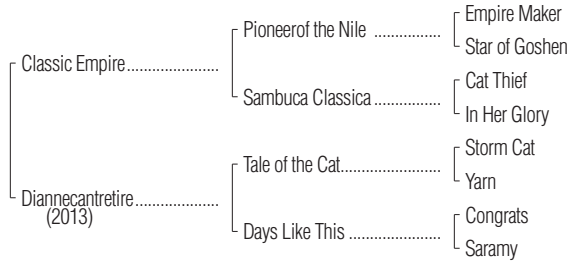 Empire Maker
Pioneerof the Nile ..................
Star of Goshen
Classic Empire.........................
Cat Thief
Sambuca Classica ..................
In Her Glory
Storm Cat
Tale of the Cat...........................
Yarn
Diannecantretire......................
(2013)
Congrats
Days Like This .........................
Saramy